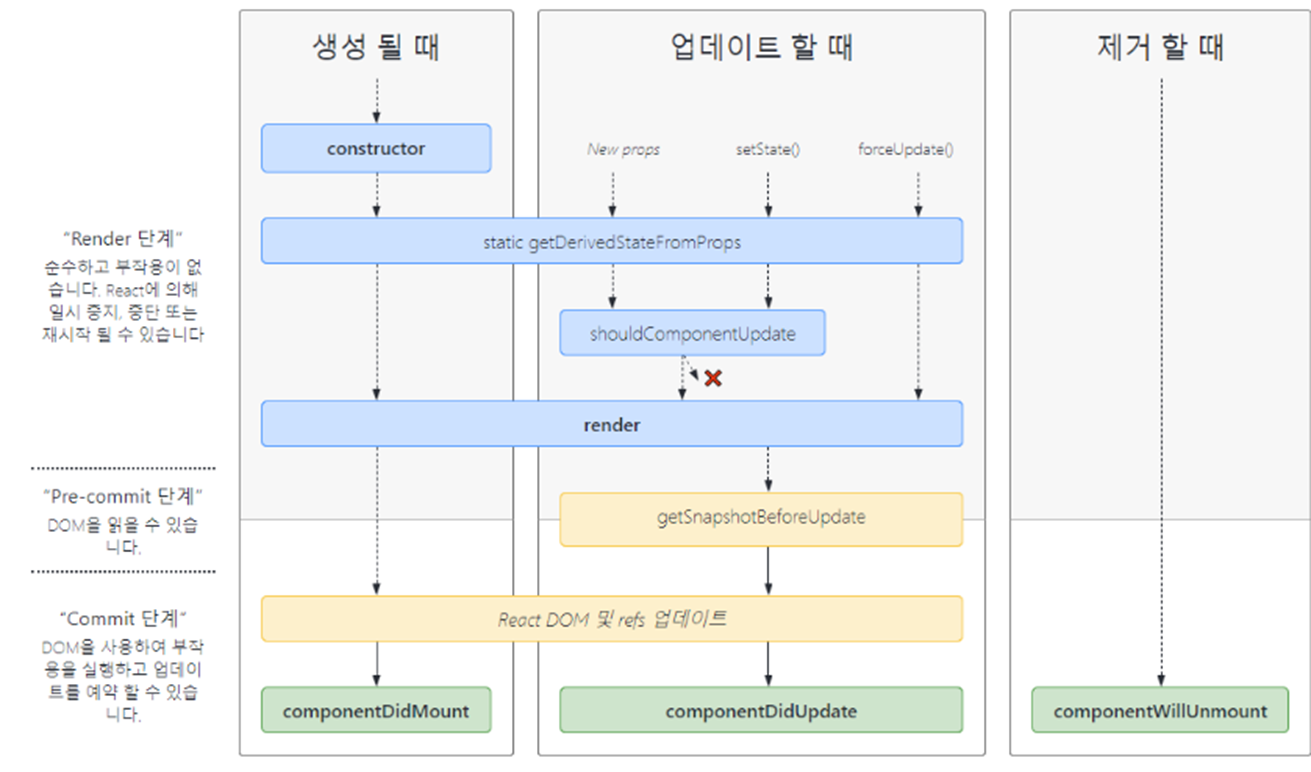 생성 될 때
업데이트 할 때
제거 할 때
constructor
New props
setState()
forceUpdate()
static getDerivedStateFromProps
shouldComponentUpdate
render
getSnapshotBeforeUpdate
React DOM 및 refs 업데이트
componentDidMount
componentDidUpdate
componentWillUnmount
“Render 단계”
순수하고 부작용이 없
습니다. React에 의해
일시 중지, 중단 또는
재시작 될 수 있습니다
“Pre-commit 단계”
DOM을 읽을 수 있습
니다.
“Commit 단계”
DOM을 사용하여 부작
용을 실행하고 업데이
트를 예약 할 수 있습
니다.